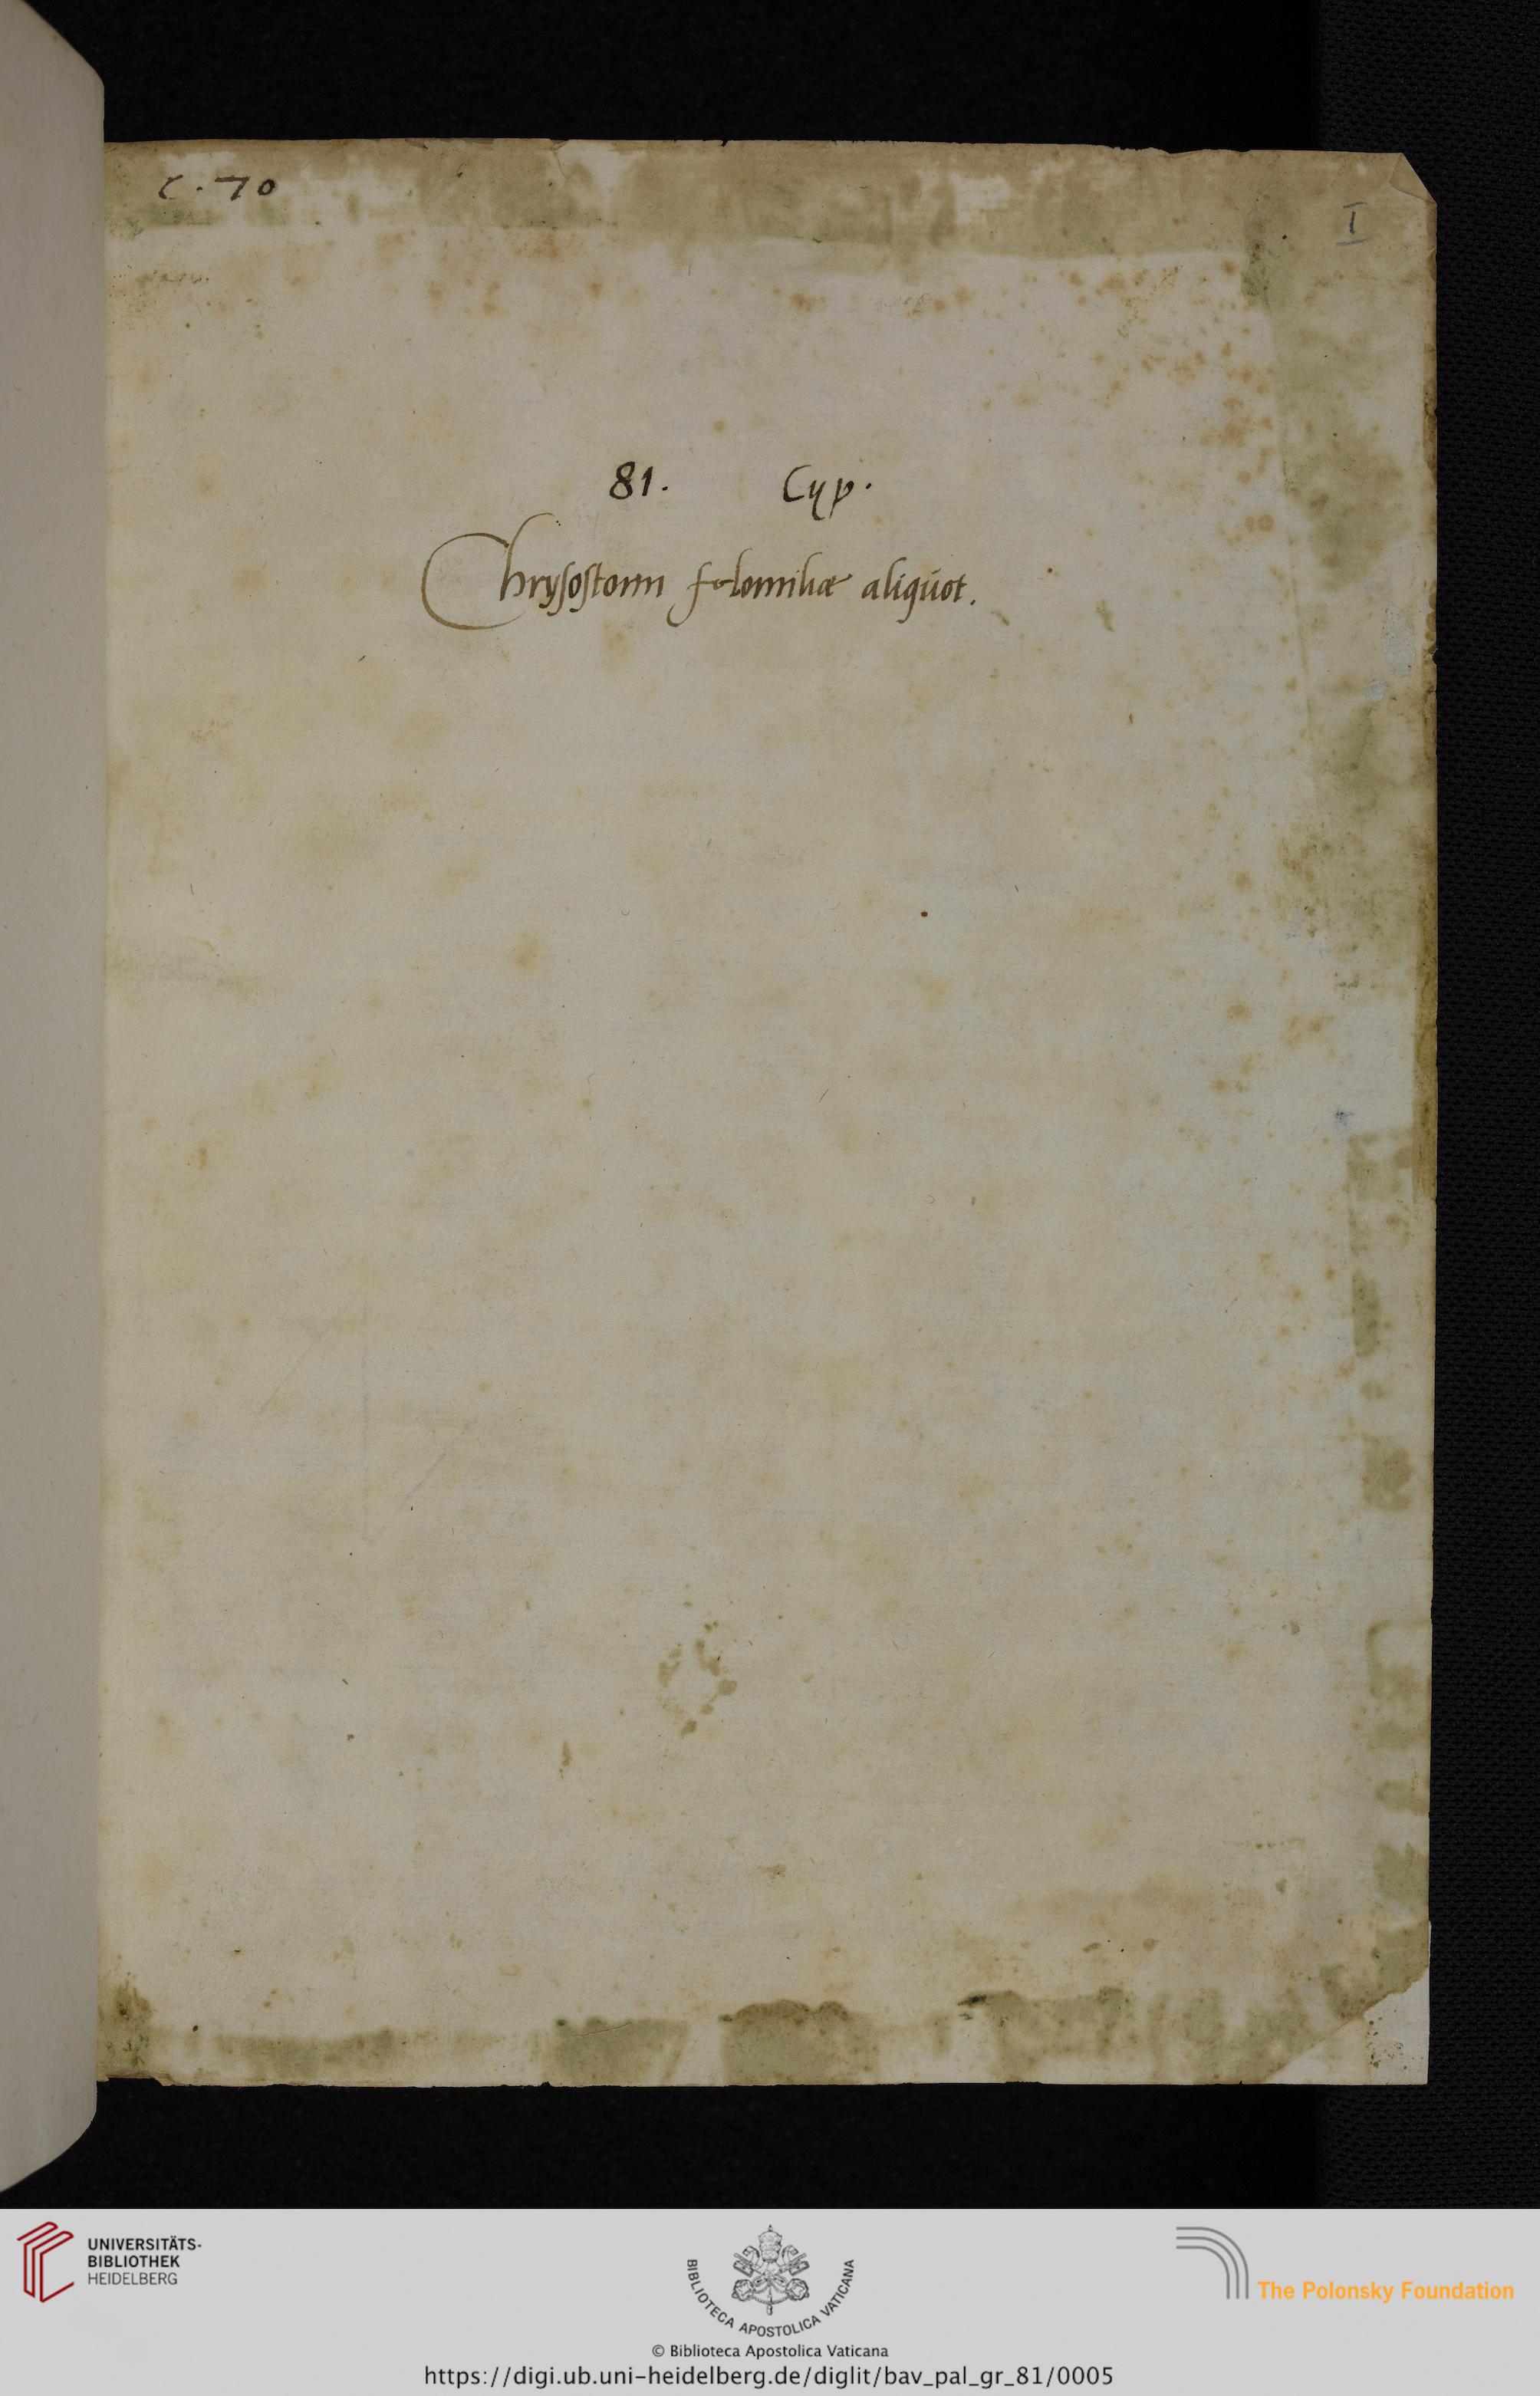 C. 70
I
81. Cyp.
Chrysostomi homiliae aliquot.
UNIVERSITÄTS-
BIBLIOTHEK
HEIDELBERG
BIBLIOTECA APOSTOLICA VATICANA
The Polonsky Foundation
© Biblioteca Apostolica Vaticana
https://digi.ub.uni-heidelberg.de/diglit/bav_pal_gr_81/0005